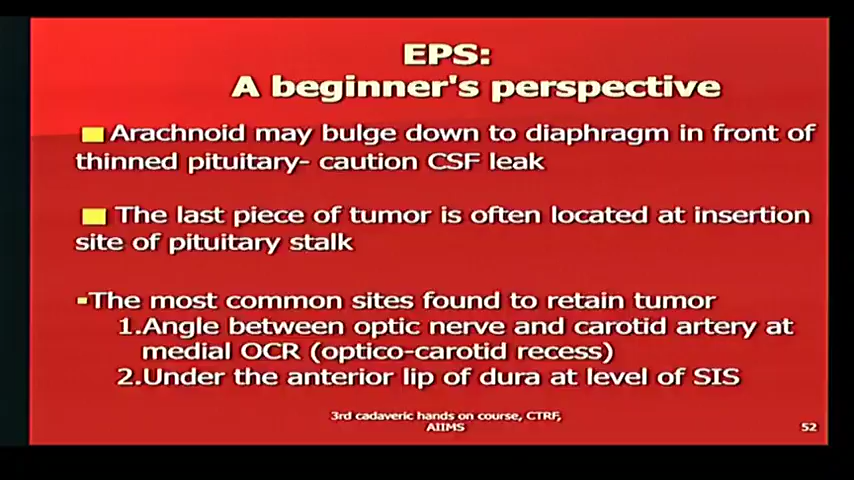 EPS:
A beginner's perspective
Arachnoid may bulge down to diaphragm in front of
thinned pituitary- caution CSF leak
The last piece of tumor is often located at insertion
site of pituitary stalk
The most common sites found to retain tumor
1.Angle between optic nerve and carotid artery at
medial OCR (optico-carotid recess)
2.Under the anterior lip of dura at level of SIS
3rd cadaveric hands on course, CTRF,
AIIMS
52